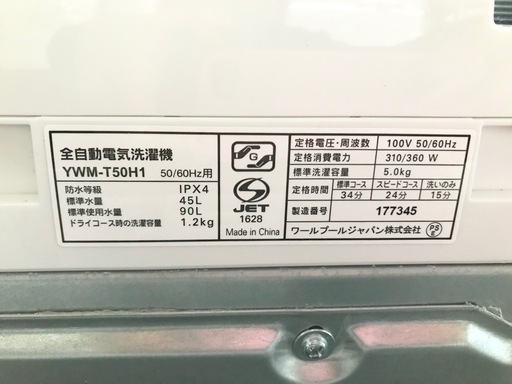 全自動電気洗濯機
YWM-T50H1 50/60Hz用
防水等級 IPX4
標準水量 45L
標準使用水量 90L
ドライコース時の洗濯容量 1.2kg
G
S
JET
1628
Made in China
定格電圧・周波数 100V 50/60Hz
定格消費電力 310/360 W
標準洗濯容量 5.0kg
定格時間 標準コース スピードコース 洗いのみ
34分 24分 15分
製造番号 177345
ワールプールジャパン株式会社 PS E